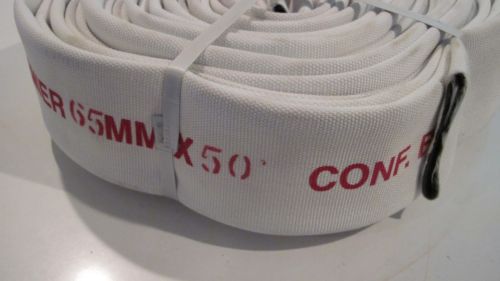 ER 65MM X 50' CONF.